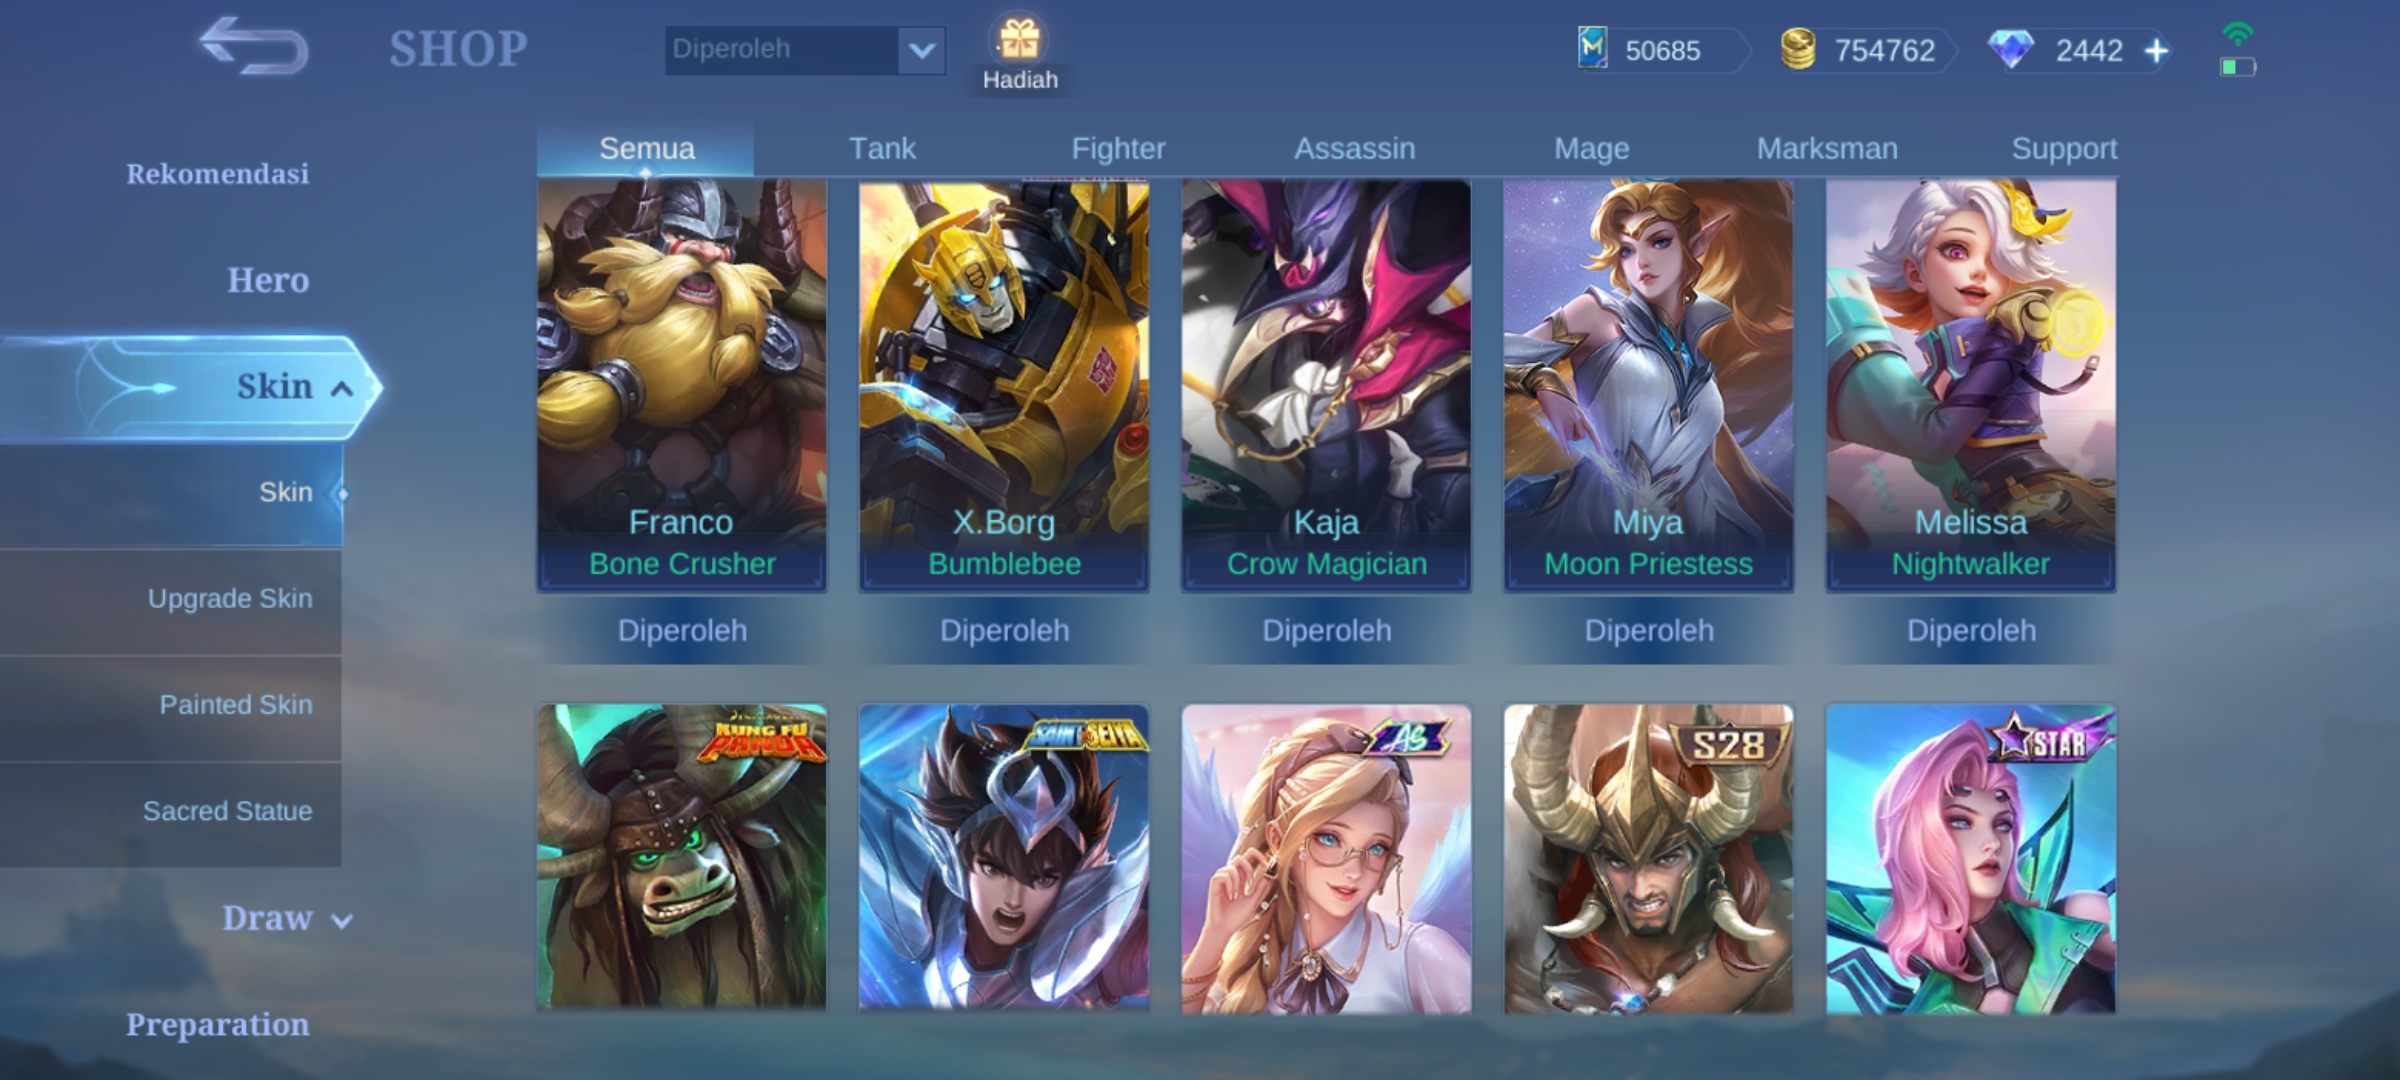 SHOP
Diperoleh
Hadiah
50685
754762
2442
Semua
Tank
Fighter
Assassin
Mage
Marksman
Support
Rekomendasi
Hero
Skin
Skin
Upgrade Skin
Painted Skin
Sacred Statue
Draw
Preparation
Franco
Bone Crusher
Diperoleh
X.Borg
Bumblebee
Diperoleh
Kaja
Crow Magician
Diperoleh
Miya
Moon Priestess
Diperoleh
Melissa
Nightwalker
Diperoleh
KUNG FU
PANDA
SAINT SEIYA
S28
STAR